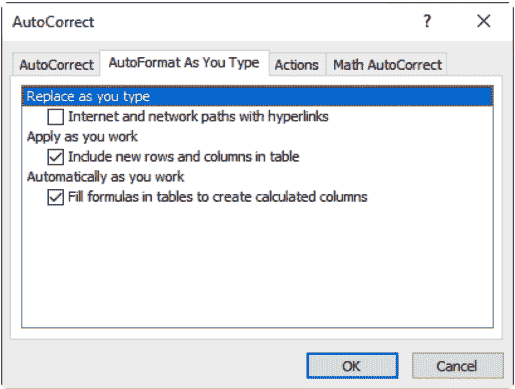 AutoCorrect ?
AutoCorrect AutoFormat As You Type Actions Math AutoCorrect
Replace as you type
Internet and network paths with hyperlinks
Apply as you work
Include new rows and columns in table
Automatically as you work
Fill formulas in tables to create calculated columns
OK Cancel